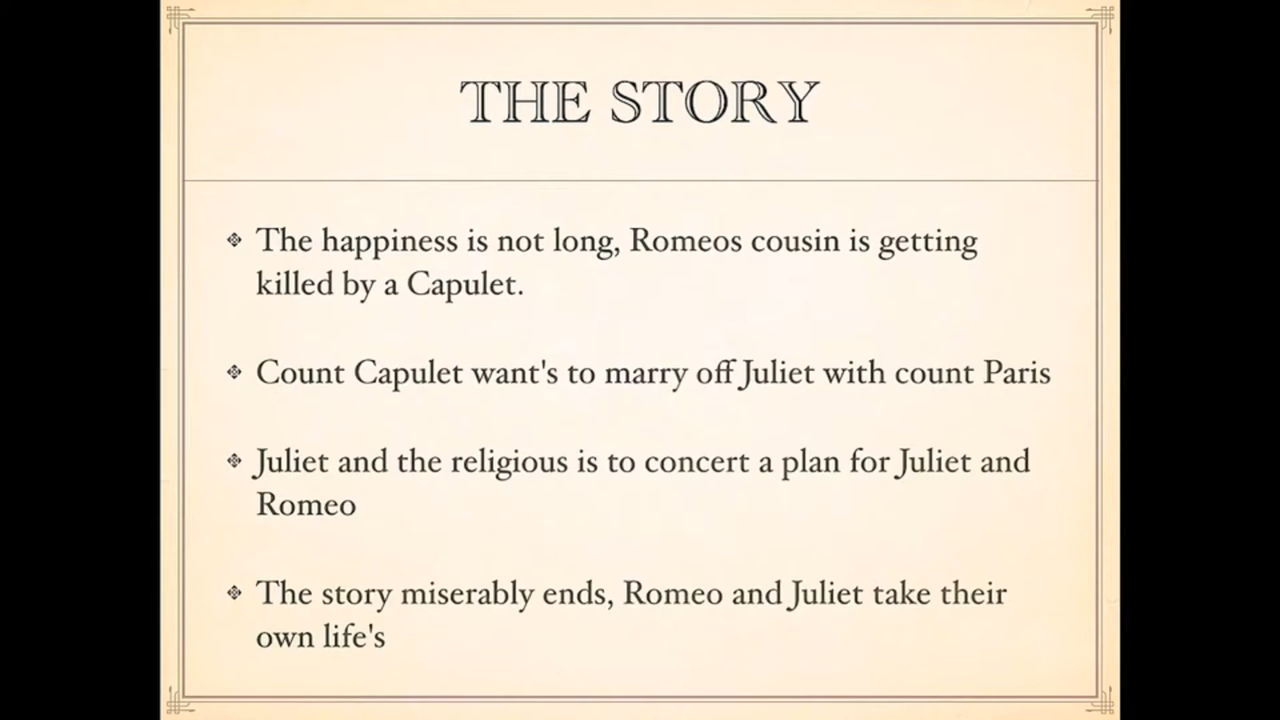 THE STORY
The happiness is not long, Romeos cousin is getting
killed by a Capulet.
Count Capulet want's to marry off Juliet with count Paris
Juliet and the religious is to concert a plan for Juliet and
Romeo
The story miserably ends, Romeo and Juliet take their
own life's